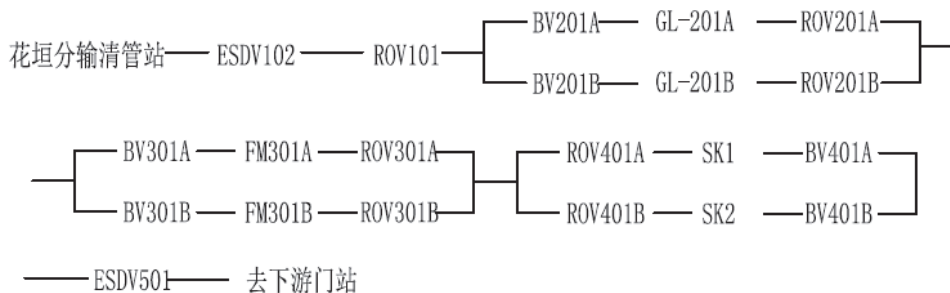 BV201A GL-201A ROV201A
花垣分输清管站 ESDV102 ROV101
BV201B GL-201B ROV201B
BV301A FM301A ROV301A ROV401A SK1 BV401A
BV301B FM301B ROV301B ROV401B SK2 BV401B
ESDV501 去下游门站